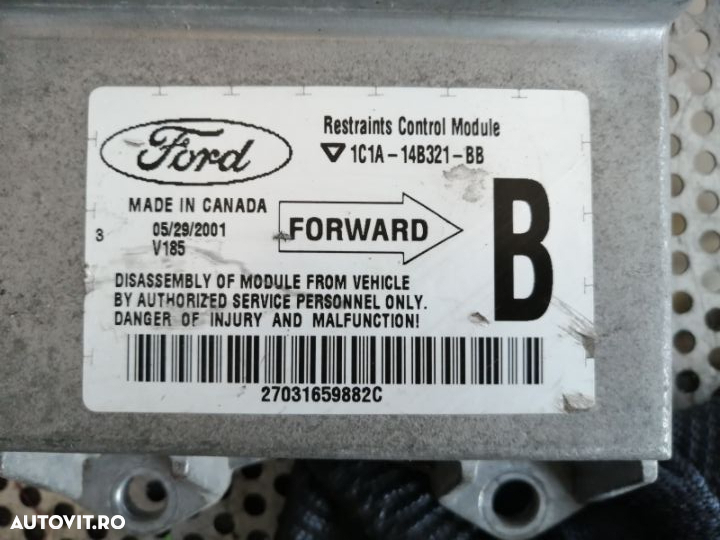 Ford
Restraints Control Module
1C1A-14B321-BB
MADE IN CANADA
05/29/2001
V185
3
FORWARD
B
DISASSEMBLY OF MODULE FROM VEHICLE
BY AUTHORIZED SERVICE PERSONNEL ONLY.
DANGER OF INJURY AND MALFUNCTION!
27031659882C
AUTOVIT.RO